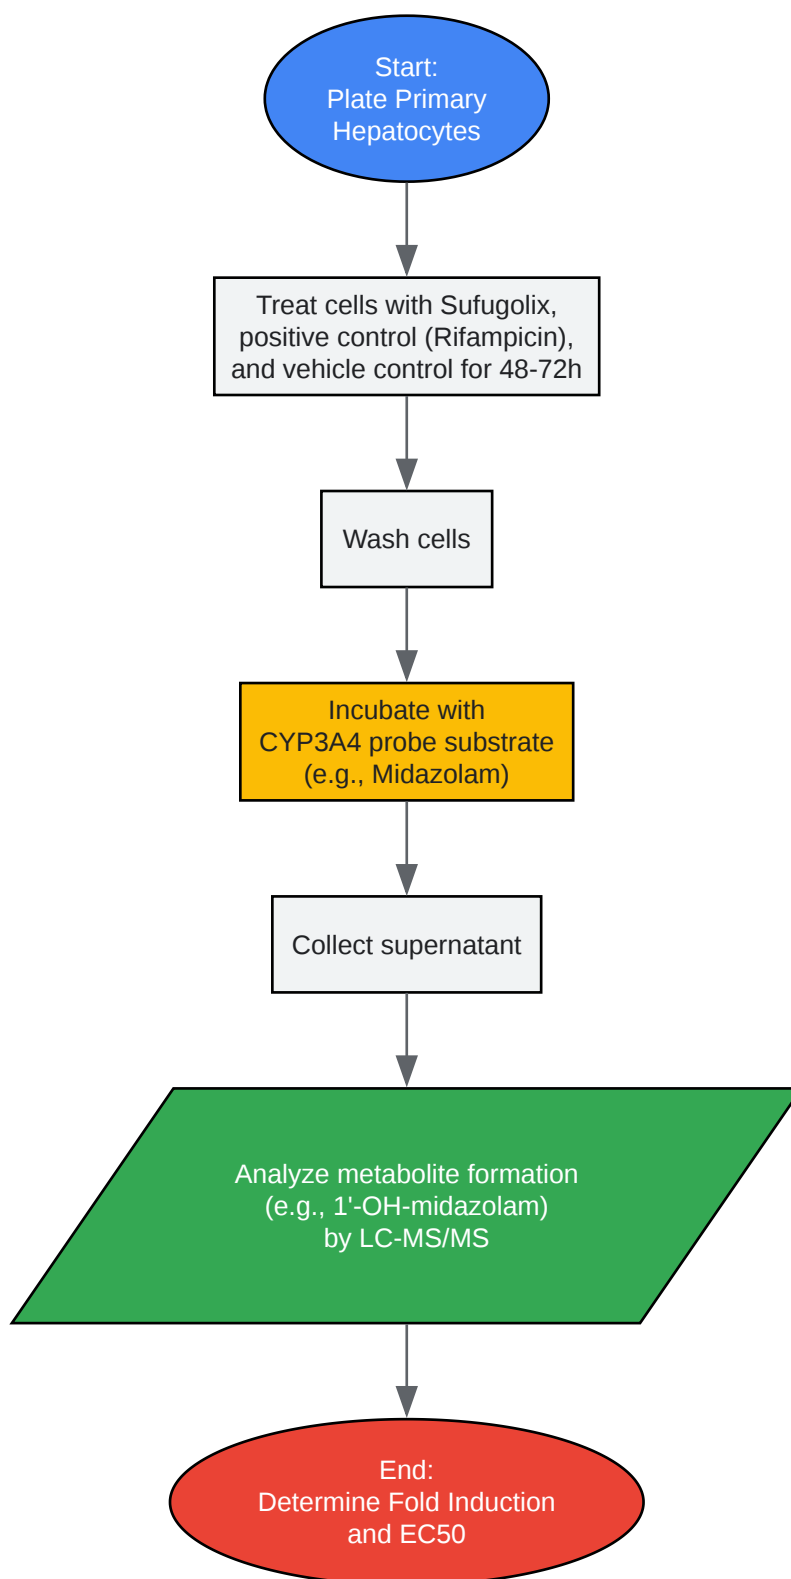 Start:
Plate Primary
Hepatocytes
Treat cells with Sufugolix,
positive control (Rifampicin),
and vehicle control for 48-72h
Wash cells
Incubate with
CYP3A4 probe substrate
(e.g., Midazolam)
Collect supernatant
Analyze metabolite formation
(e.g., 1'-OH-midazolam)
by LC-MS/MS
End:
Determine Fold Induction
and EC50